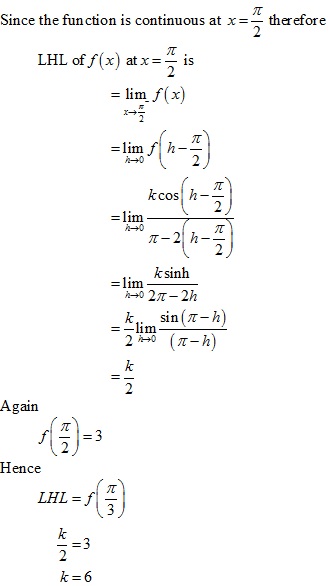 Since the function is continuous at x = π/2 therefore
LHL of f(x) at x = π/2 is
= lim_{x→π/2^-} f(x)
= lim_{h→0} f(h − π/2)
= lim_{h→0} (k cos(h − π/2)) / (π − 2(h − π/2))
= lim_{h→0} (k sinh) / (2π − 2h)
= k/2 lim_{h→0} sin(π − h) / (π − h)
= k/2
Again
f(π/2) = 3
Hence
LHL = f(π/3)
k/2 = 3
k = 6